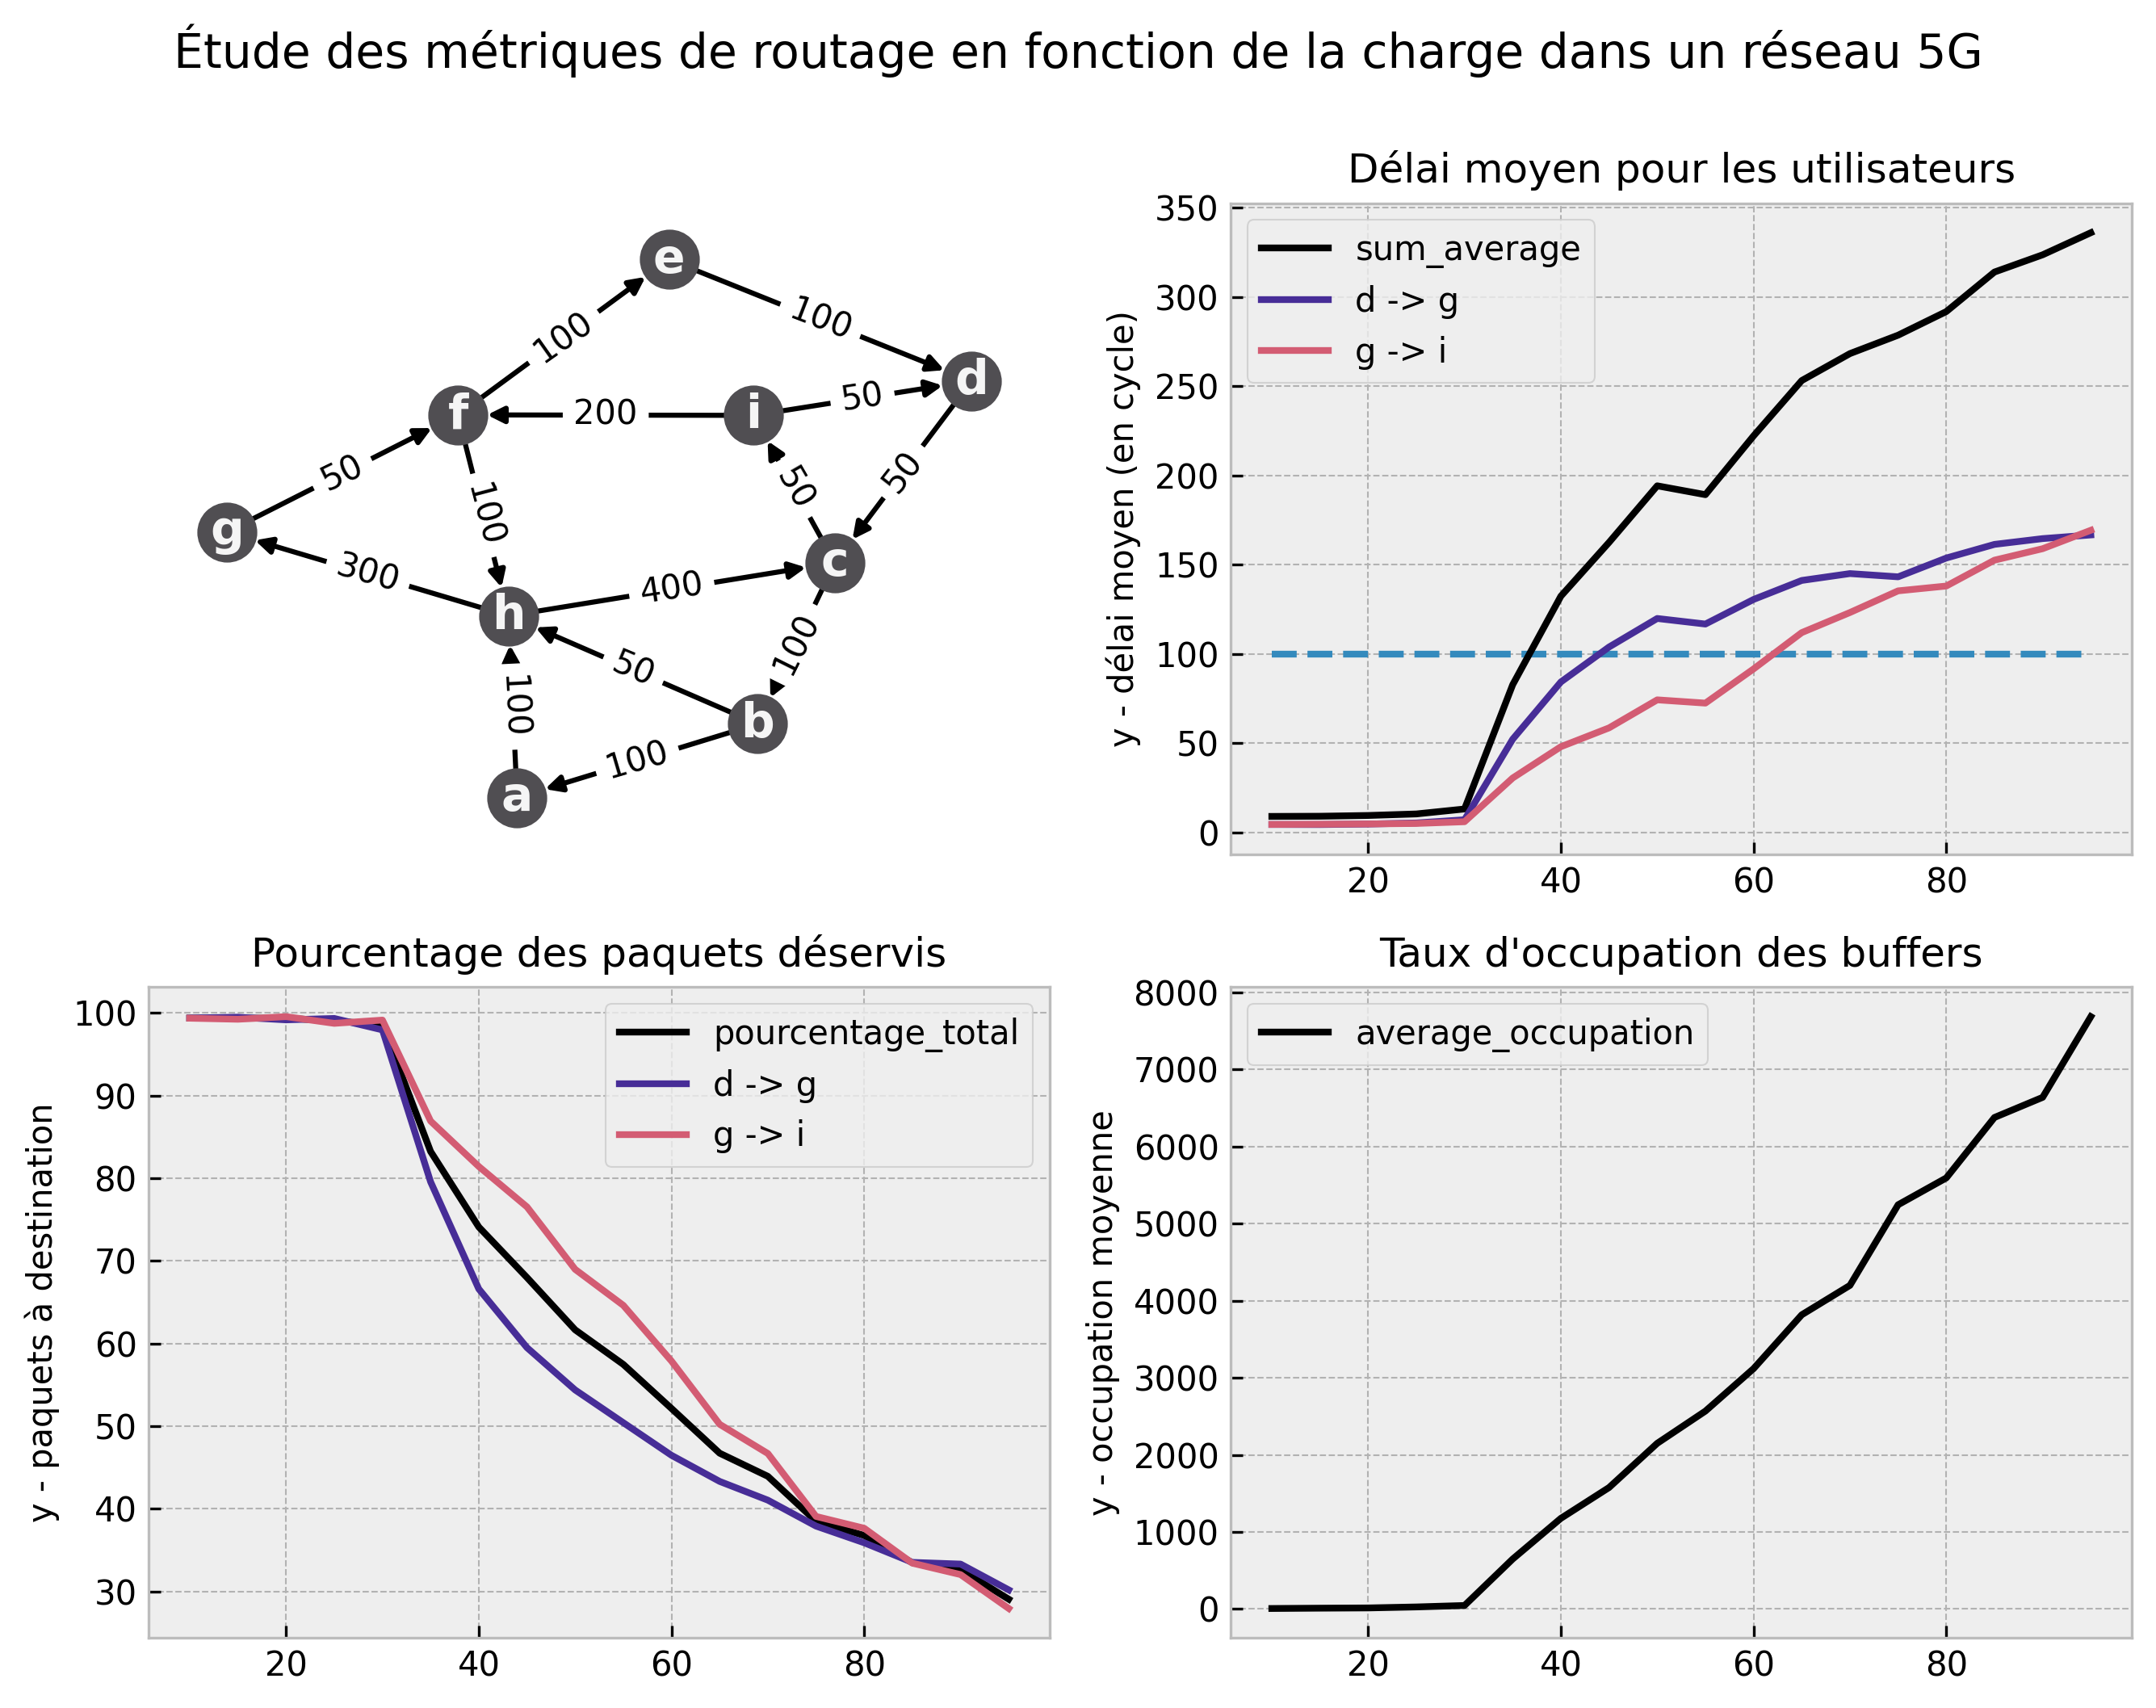 Étude des métriques de routage en fonction de la charge dans un réseau 5G
e
100
100
d
f
200
i
50
50
100
50
50
g
300
400
c
h
50
100
100
b
100
a
Délai moyen pour les utilisateurs
y - délai moyen (en cycle)
350
300
250
200
150
100
50
0
sum_average
d -> g
g -> i
20 40 60 80
Pourcentage des paquets déservis
y - paquets à destination
100
90
80
70
60
50
40
30
pourcentage_total
d -> g
g -> i
20 40 60 80
Taux d'occupation des buffers
y - occupation moyenne
8000
7000
6000
5000
4000
3000
2000
1000
0
average_occupation
20 40 60 80